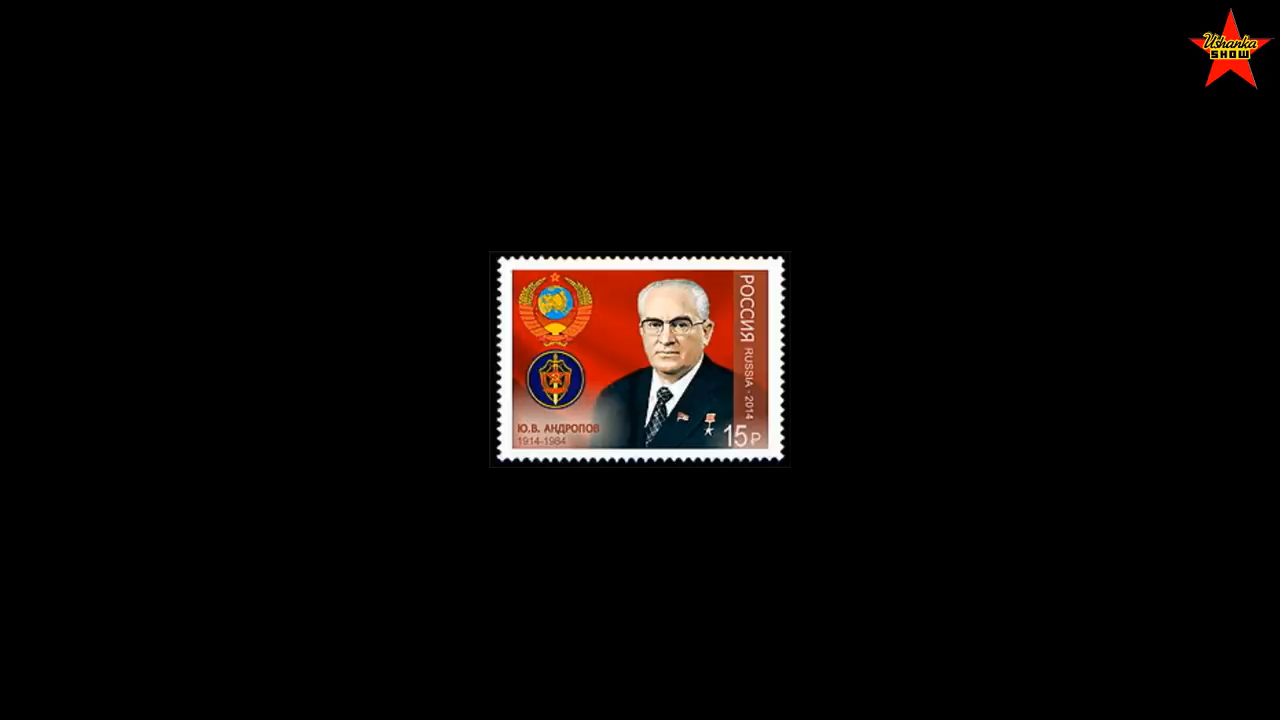 Ushanka
SHOW
РОССИЯ RUSSIA · 2014
Ю.В. АНДРОПОВ
1914-1984
15 Р